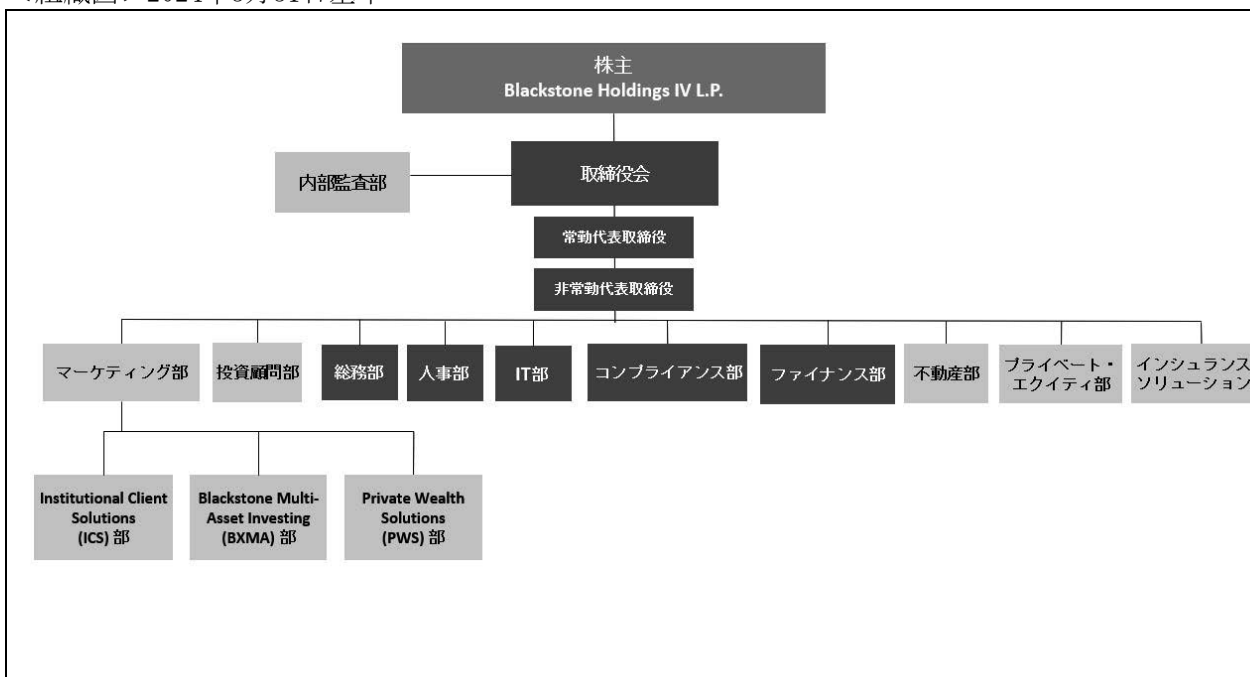 株主
Blackstone Holdings IV L.P.
取締役会
内部監査部
常勤代表取締役
非常勤代表取締役
マーケティング部
投資顧問部
総務部
人事部
IT部
コンプライアンス部
ファイナンス部
不動産部
プライベート・
エクイティ部
インシュランス
ソリューション
Institutional Client
Solutions
(ICS) 部
Blackstone Multi-
Asset Investing
(BXMA) 部
Private Wealth
Solutions
(PWS) 部